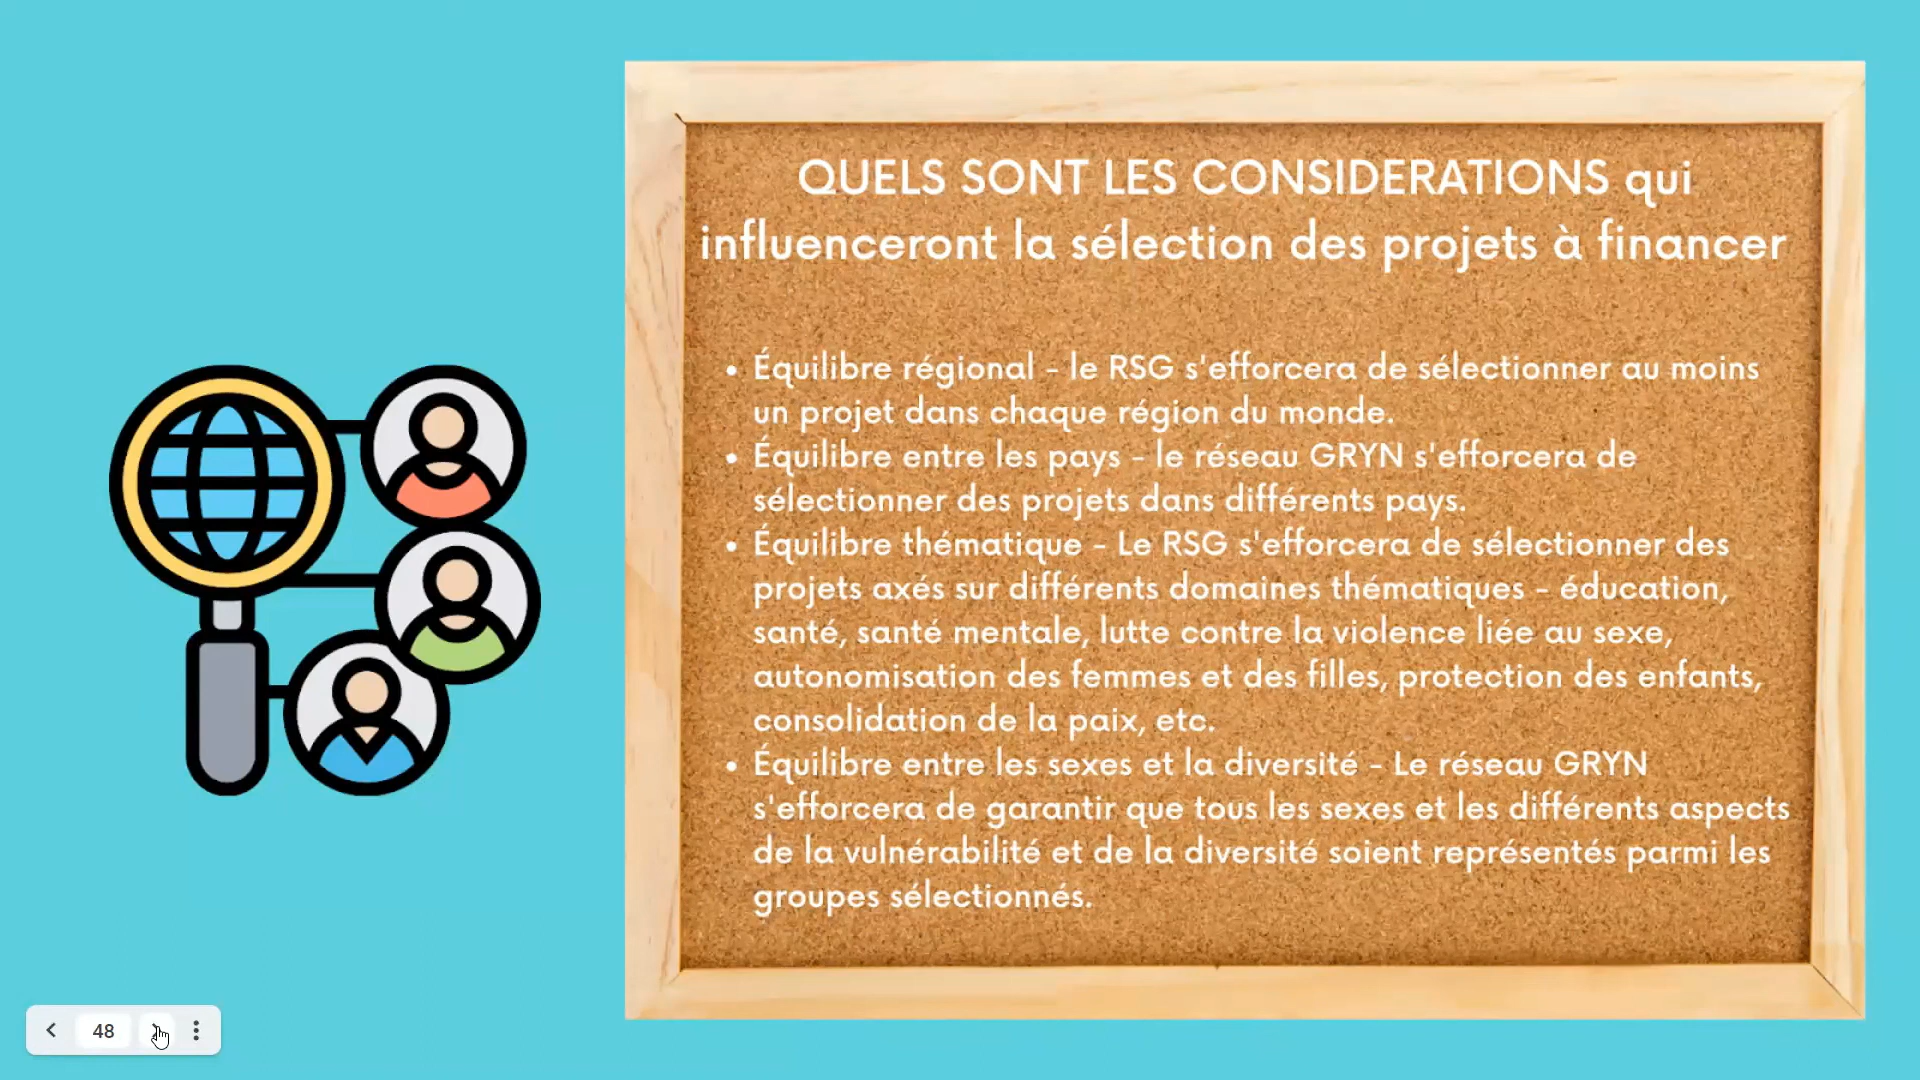 QUELS SONT LES CONSIDERATIONS qui
influenceront la sélection des projets à financer
• Équilibre régional - le RSG s'efforcera de sélectionner au moins
un projet dans chaque région du monde.
• Équilibre entre les pays - le réseau GRYN s'efforcera de
sélectionner des projets dans différents pays.
• Équilibre thématique - Le RSG s'efforcera de sélectionner des
projets axés sur différents domaines thématiques - éducation,
santé, santé mentale, lutte contre la violence liée au sexe,
autonomisation des femmes et des filles, protection des enfants,
consolidation de la paix, etc.
• Équilibre entre les sexes et la diversité - Le réseau GRYN
s'efforcera de garantir que tous les sexes et les différents aspects
de la vulnérabilité et de la diversité soient représentés parmi les
groupes sélectionnés.
48